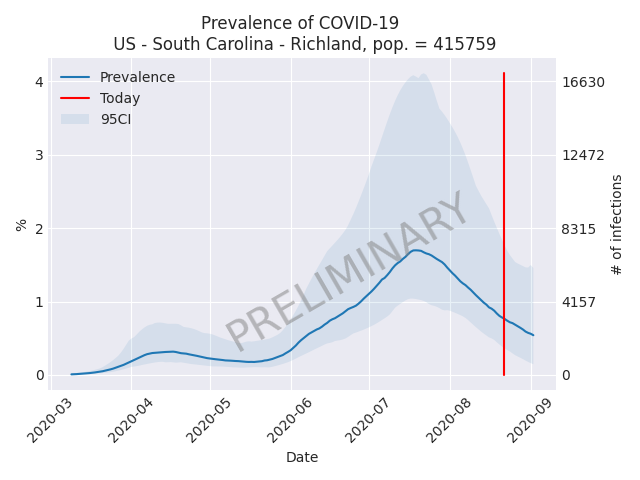 Prevalence of COVID-19
US - South Carolina - Richland, pop. = 415759
Prevalence
Today
95CI
PRELIMINARY
4
3
2
1
0
%
16630
12472
8315
4157
0
# of infections
2020-03
2020-04
2020-05
2020-06
2020-07
2020-08
2020-09
Date